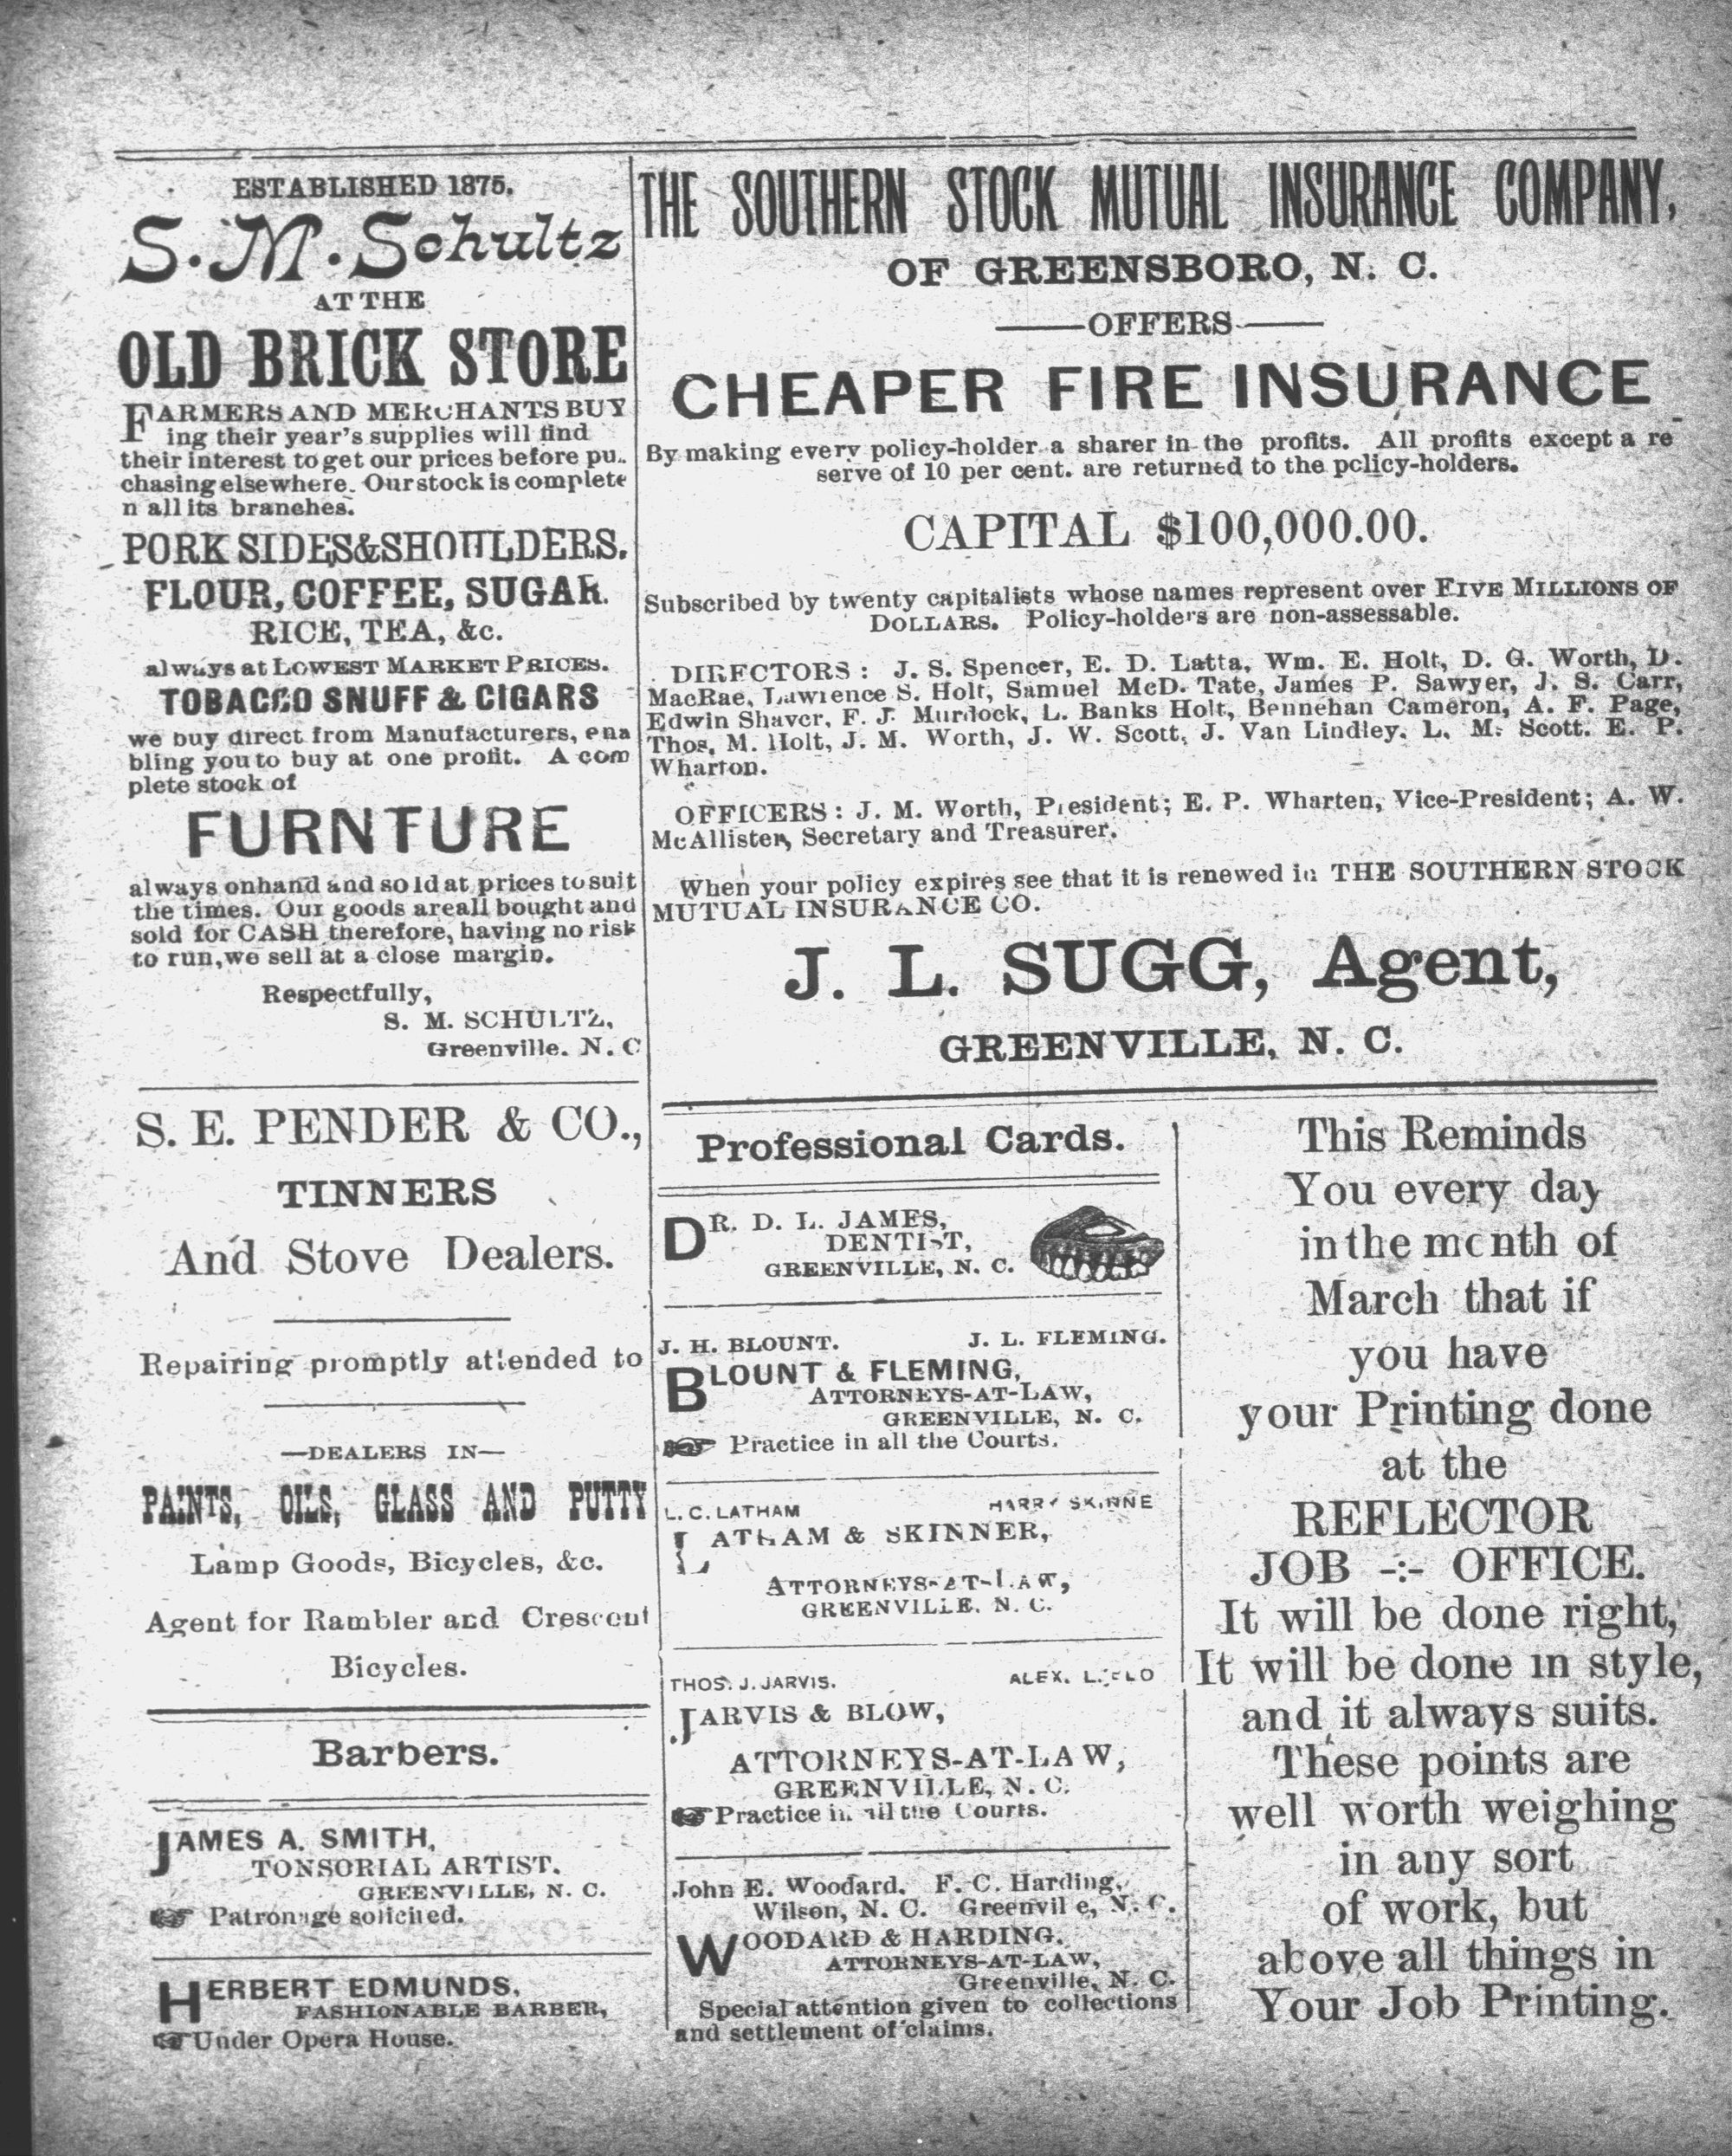 ESTABLISHED 1875.
S. M. Schultz
AT THE
OLD BRICK STORE
FARMERS AND MERCHANTS BUY
ing their year's supplies will find
their interest to get our prices before pu..
chasing elsewhere. Our stock is complete
n all its branches.
PORK SIDES & SHOULDERS.
FLOUR, COFFEE, SUGAR.
RICE, TEA, &c.
always at LOWEST MARKET PRICES.
TOBACCO SNUFF & CIGARS
we buy direct from Manufacturers, ena
bling you to buy at one profit. A com
plete stock of
FURNTURE
always onhand and sold at prices to suit
the times. Our goods are all bought and
sold for CASH therefore, having no risk
to run, we sell at a close margin.
Respectfully,
S. M. SCHULTZ,
Greenville. N. C
S. E. PENDER & CO.,
TINNERS
And Stove Dealers.
Repairing promptly attended to
—DEALERS IN—
PAINTS, OILS, GLASS AND PUTTY
Lamp Goods, Bicycles, &c.
Agent for Rambler and Crescent
Bicycles.
Barbers.
JAMES A. SMITH,
TONSORIAL ARTIST.
GREENVILLE, N. C.
☞ Patronage solicited.
HERBERT EDMUNDS,
FASHIONABLE BARBER,
☞ Under Opera House.
THE SOUTHERN STOCK MUTUAL INSURANCE COMPANY,
OF GREENSBORO, N. C.
——OFFERS——
CHEAPER FIRE INSURANCE
By making every policy-holder a sharer in the profits. All profits except a re
serve of 10 per cent. are returned to the policy-holders.
CAPITAL $100,000.00.
Subscribed by twenty capitalists whose names represent over FIVE MILLIONS OF
DOLLARS. Policy-holders are non-assessable.
DIRECTORS: J. S. Spencer, E. D. Latta, Wm. E. Holt, D. G. Worth, D.
MacRae, Lawrence S. Holt, Samuel McD. Tate, James P. Sawyer, J. S. Carr,
Edwin Shaver, F. J. Murdock, L. Banks Holt, Bennehan Cameron, A. F. Page,
Thos. M. Holt, J. M. Worth, J. W. Scott, J. Van Lindley. L. M. Scott. E. P.
Wharton.
OFFICERS: J. M. Worth, President; E. P. Wharten, Vice-President; A. W.
McAllister, Secretary and Treasurer.
When your policy expires see that it is renewed in THE SOUTHERN STOCK
MUTUAL INSURANCE CO.
J. L. SUGG, Agent,
GREENVILLE, N. C.
Professional Cards.
DR. D. L. JAMES,
DENTIST,
GREENVILLE, N. C.
J. H. BLOUNT. J. L. FLEMING.
BLOUNT & FLEMING,
ATTORNEYS-AT-LAW,
GREENVILLE, N. C.
☞ Practice in all the Courts.
L. C. LATHAM HARRY SKINNE
LATHAM & SKINNER,
ATTORNEYS-AT-LAW,
GREENVILLE. N. C.
THOS. J. JARVIS. ALEX. L.
JARVIS & BLOW,
ATTORNEYS-AT-LAW,
GREENVILLE, N. C.
☞ Practice in all the Courts.
John E. Woodard, F. C. Harding,
Wilson, N. C. Greenvil e, N. C.
WOODARD & HARDING,
ATTORNEYS-AT-LAW,
Greenville, N. C.
Special attention given to collections
and settlement of claims.
This Reminds
You every day
in the month of
March that if
you have
your Printing done
at the
REFLECTOR
JOB -:- OFFICE.
It will be done right,
It will be done in style,
and it always suits.
These points are
well worth weighing
in any sort
of work, but
above all things in
Your Job Printing.